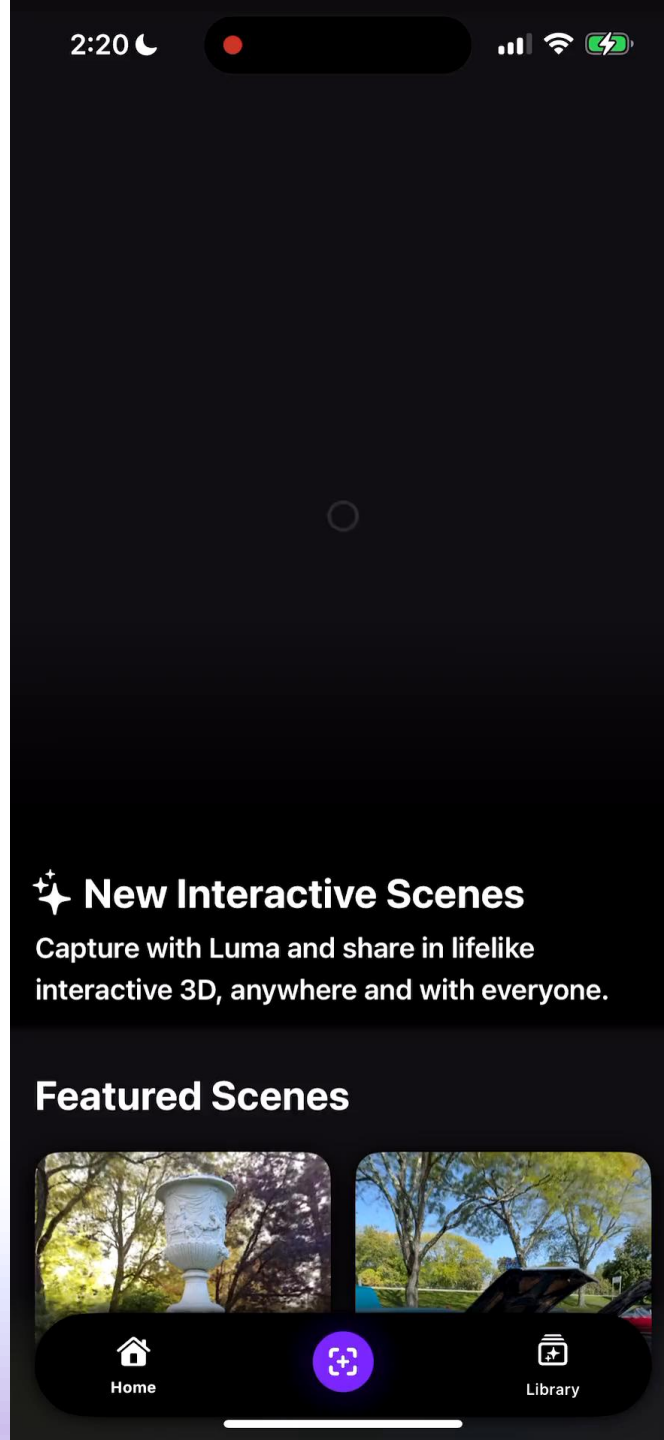 2:20
New Interactive Scenes
Capture with Luma and share in lifelike
interactive 3D, anywhere and with everyone.
Featured Scenes
Home
Library